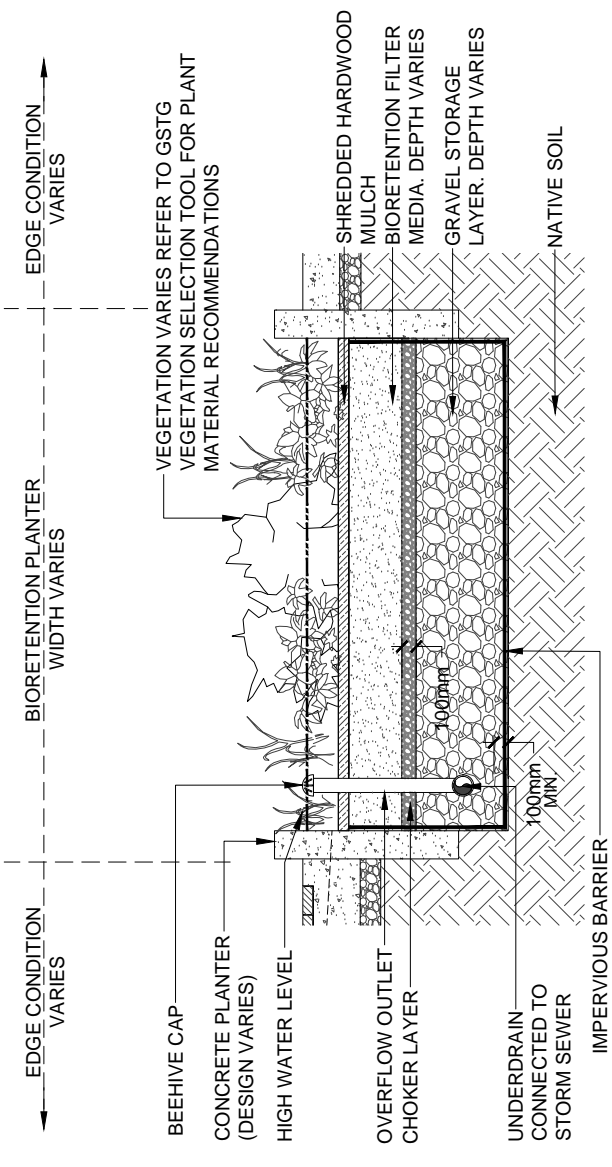 EDGE CONDITION
VARIES
BIORETENTION PLANTER
WIDTH VARIES
EDGE CONDITION
VARIES
VEGETATION VARIES REFER TO GSTG
VEGETATION SELECTION TOOL FOR PLANT
MATERIAL RECOMMENDATIONS
BEEHIVE CAP
CONCRETE PLANTER
(DESIGN VARIES)
HIGH WATER LEVEL
OVERFLOW OUTLET
CHOKER LAYER
UNDERDRAIN
CONNECTED TO
STORM SEWER
IMPERVIOUS BARRIER
100mm
MIN
100mm
SHREDDED HARDWOOD
MULCH
BIORETENTION FILTER
MEDIA. DEPTH VARIES
GRAVEL STORAGE
LAYER. DEPTH VARIES
NATIVE SOIL